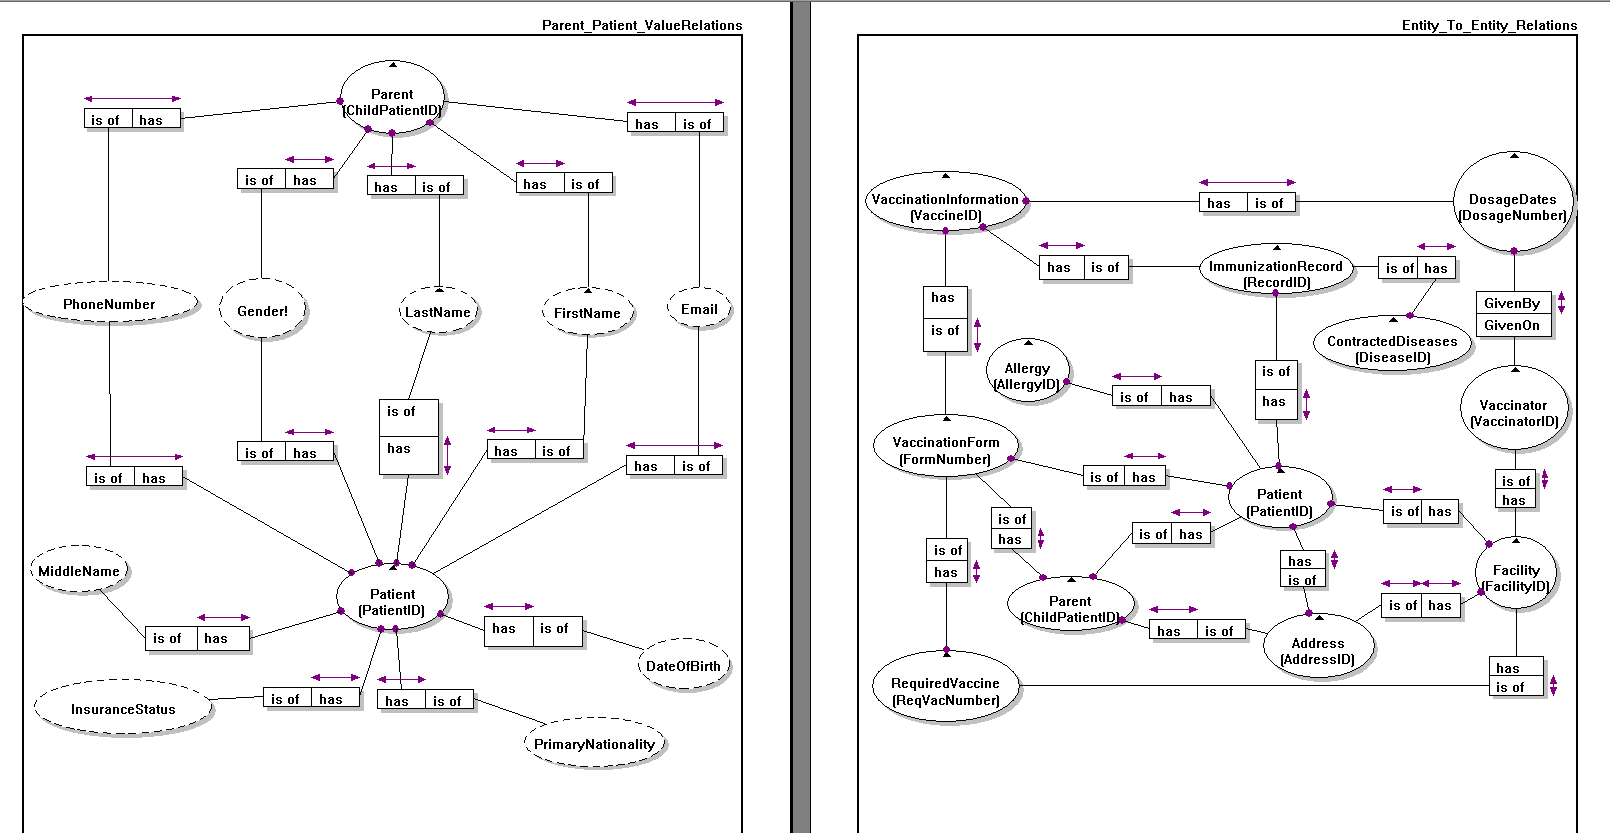 Parent_Patient_ValueRelations
Parent
(ChildPatientID)
is of has
has is of
is of has
has is of
has is of
PhoneNumber
Gender!
LastName
FirstName
Email
is of
has
is of has
has is of
is of has
has is of
MiddleName
Patient
(PatientID)
is of has
has is of
DateOfBirth
InsuranceStatus
is of has
has is of
PrimaryNationality
Entity_To_Entity_Relations
VaccinationInformation
(VaccineID)
has is of
DosageDates
(DosageNumber)
has is of
ImmunizationRecord
(RecordID)
is of has
has
is of
GivenBy
GivenOn
ContractedDiseases
(DiseaseID)
Allergy
(AllergyID)
is of has
is of
has
Vaccinator
(VaccinatorID)
VaccinationForm
(FormNumber)
is of has
Patient
(PatientID)
is of
has
is of has
is of
has
is of has
is of
has
has
is of
Facility
(FacilityID)
Parent
(ChildPatientID)
has is of
is of has
Address
(AddressID)
RequiredVaccine
(ReqVacNumber)
has
is of